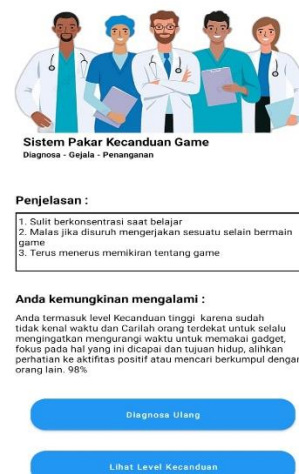 Sistem Pakar Kecanduan Game
Diagnosa - Gejala - Penanganan
Penjelasan :
1. Sulit berkonsentrasi saat belajar
2. Malas jika disuruh mengerjakan sesuatu selain bermain
game
3. Terus menerus memikiran tentang game
Anda kemungkinan mengalami :
Anda termasuk level Kecanduan tinggi karena sudah
tidak kenal waktu dan Carilah orang terdekat untuk selalu
mengingatkan mengurangi waktu untuk memakai gadget,
fokus pada hal yang ini dicapai dan tujuan hidup, alihkan
perhatian ke aktifitas positif atau mencari berkumpul dengan
orang lain. 98%
Diagnosa Ulang
Lihat Level Kecanduan